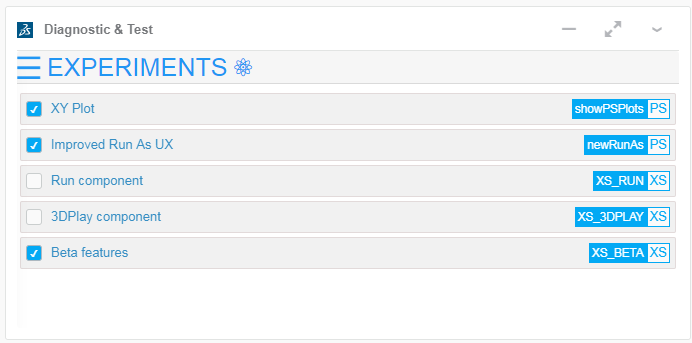 Diagnostic & Test
EXPERIMENTS
XY Plot showPSPlots PS
Improved Run As UX newRunAs PS
Run component XS_RUN XS
3DPlay component XS_3DPLAY XS
Beta features XS_BETA XS